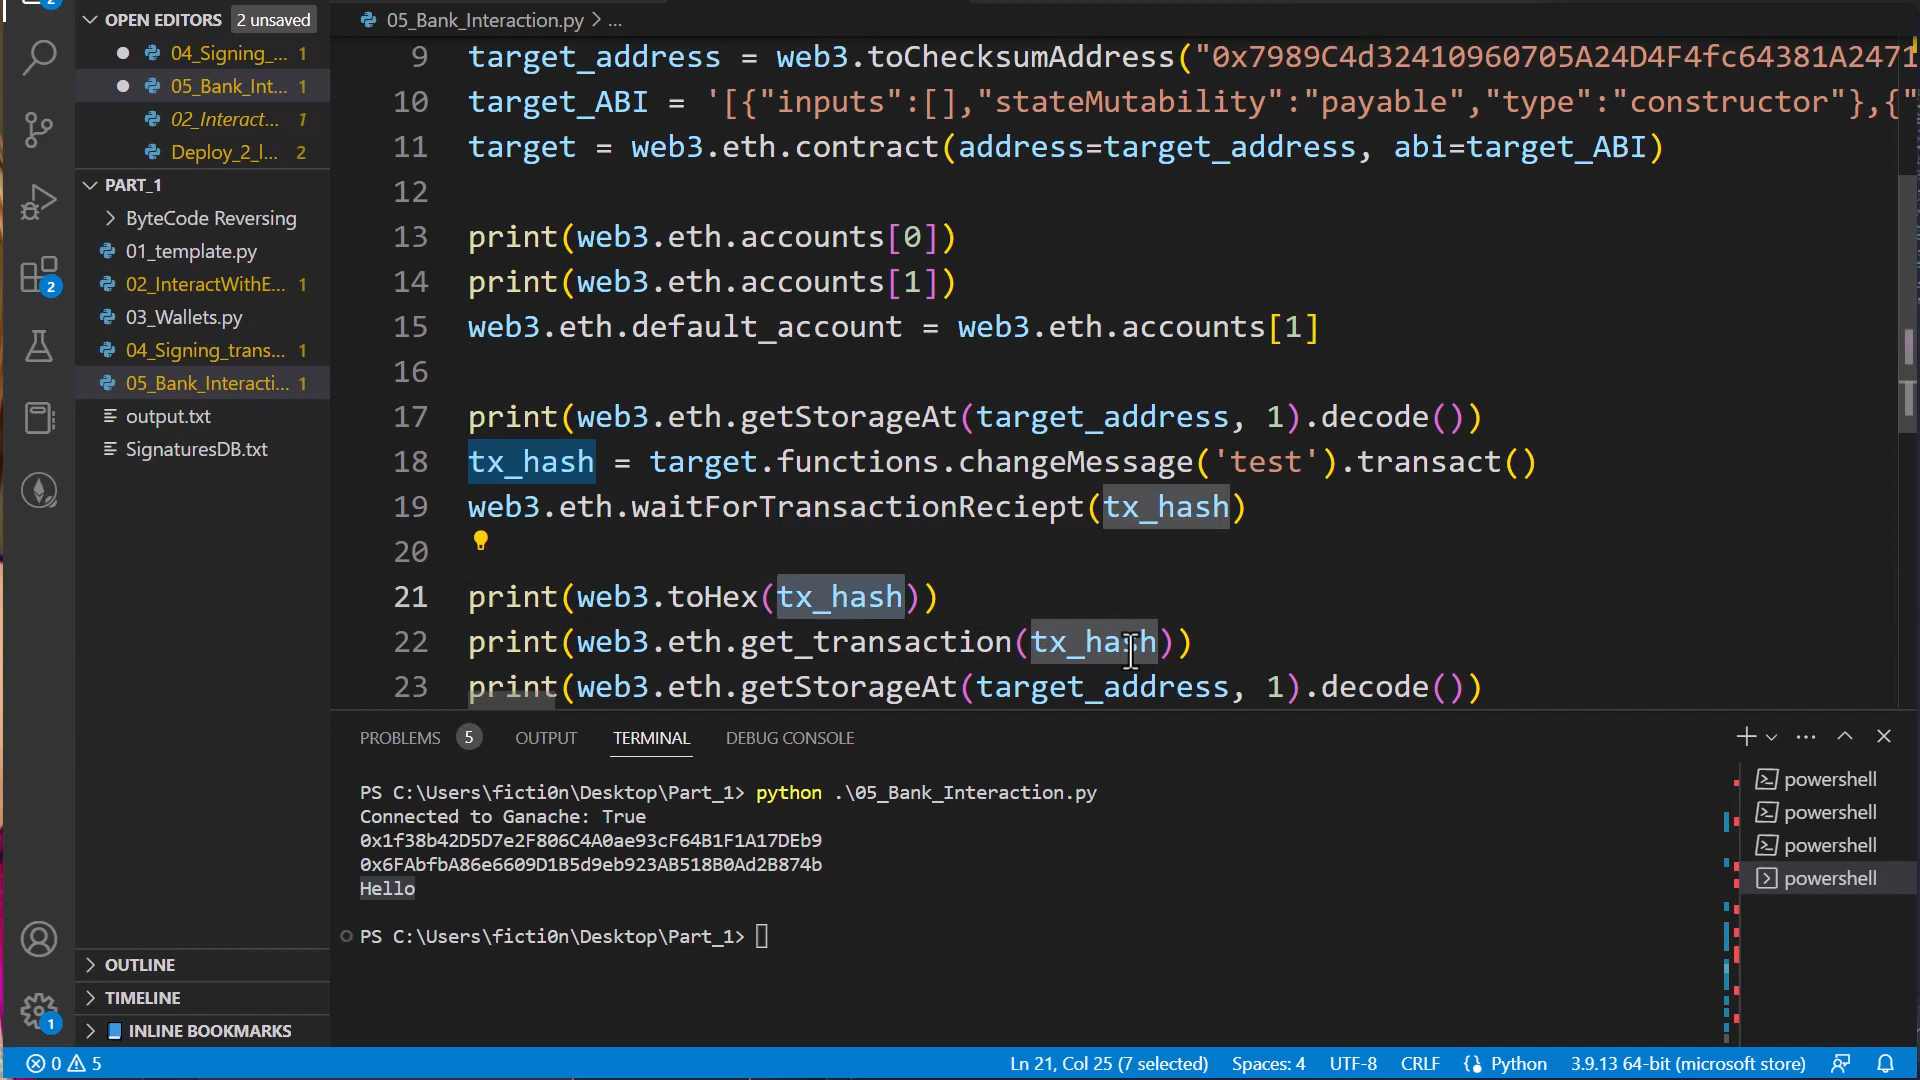 2
OPEN EDITORS 2 unsaved
04_Signing_... 1
05_Bank_Int... 1
02_Interact... 1
Deploy_2_l... 2
PART_1
ByteCode Reversing
01_template.py
02_InteractWithE... 1
03_Wallets.py
04_Signing_trans... 1
05_Bank_Interacti... 1
output.txt
SignaturesDB.txt
2
OUTLINE
TIMELINE
INLINE BOOKMARKS
1
05_Bank_Interaction.py > ...
9 target_address = web3.toChecksumAddress("0x7989C4d32410960705A24D4F4fc64381A2471
10 target_ABI = '[{"inputs":[],"stateMutability":"payable","type":"constructor"},{"
11 target = web3.eth.contract(address=target_address, abi=target_ABI)
12
13 print(web3.eth.accounts[0])
14 print(web3.eth.accounts[1])
15 web3.eth.default_account = web3.eth.accounts[1]
16
17 print(web3.eth.getStorageAt(target_address, 1).decode())
18 tx_hash = target.functions.changeMessage('test').transact()
19 web3.eth.waitForTransactionReciept(tx_hash)
20
21 print(web3.toHex(tx_hash))
22 print(web3.eth.get_transaction(tx_hash))
23 print(web3.eth.getStorageAt(target_address, 1).decode())
PROBLEMS 5 OUTPUT TERMINAL DEBUG CONSOLE
PS C:\Users\ficti0n\Desktop\Part_1> python .\05_Bank_Interaction.py
Connected to Ganache: True
0x1f38b42D5D7e2F806C4A0ae93cF64B1F1A17DEb9
0x6FAbfbA86e6609D1B5d9eb923AB518B0Ad2B874b
Hello
PS C:\Users\ficti0n\Desktop\Part_1>
powershell
powershell
powershell
powershell
0 5 Ln 21, Col 25 (7 selected) Spaces: 4 UTF-8 CRLF Python 3.9.13 64-bit (microsoft store)